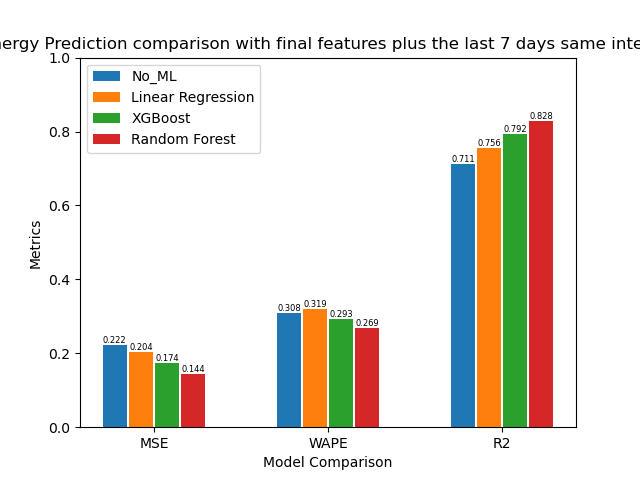 Prediction comparison with final features plus the last 7 days same
1.0
0.8
0.6
0.4
0.2
0.0
Metrics
No_ML
Linear Regression
XGBoost
Random Forest
0.222
0.204
0.174
0.144
0.308
0.319
0.293
0.269
0.711
0.756
0.792
0.828
MSE WAPE R2
Model Comparison